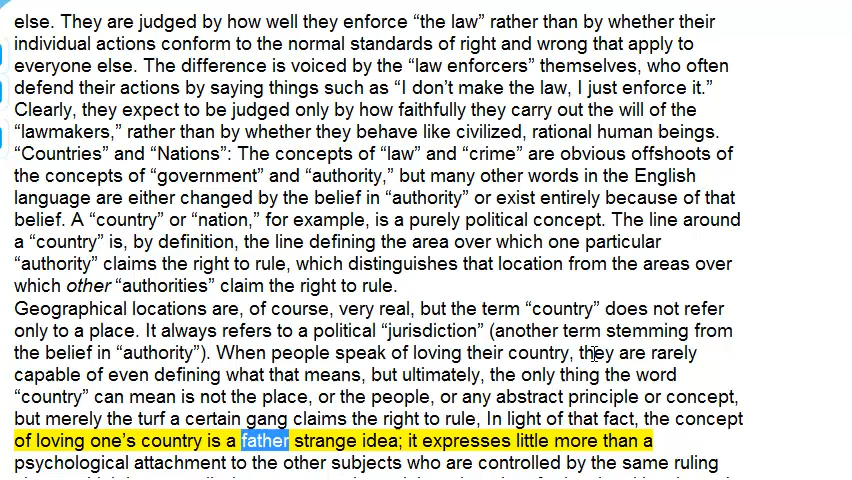 else. They are judged by how well they enforce “the law” rather than by whether their
individual actions conform to the normal standards of right and wrong that apply to
everyone else. The difference is voiced by the “law enforcers” themselves, who often
defend their actions by saying things such as “I don’t make the law, I just enforce it.”
Clearly, they expect to be judged only by how faithfully they carry out the will of the
“lawmakers,” rather than by whether they behave like civilized, rational human beings.
“Countries” and “Nations”: The concepts of “law” and “crime” are obvious offshoots of
the concepts of “government” and “authority,” but many other words in the English
language are either changed by the belief in “authority” or exist entirely because of that
belief. A “country” or “nation,” for example, is a purely political concept. The line around
a “country” is, by definition, the line defining the area over which one particular
“authority” claims the right to rule, which distinguishes that location from the areas over
which other “authorities” claim the right to rule.
Geographical locations are, of course, very real, but the term “country” does not refer
only to a place. It always refers to a political “jurisdiction” (another term stemming from
the belief in “authority”). When people speak of loving their country, they are rarely
capable of even defining what that means, but ultimately, the only thing the word
“country” can mean is not the place, or the people, or any abstract principle or concept,
but merely the turf a certain gang claims the right to rule, In light of that fact, the concept
of loving one’s country is a father strange idea; it expresses little more than a
psychological attachment to the other subjects who are controlled by the same ruling